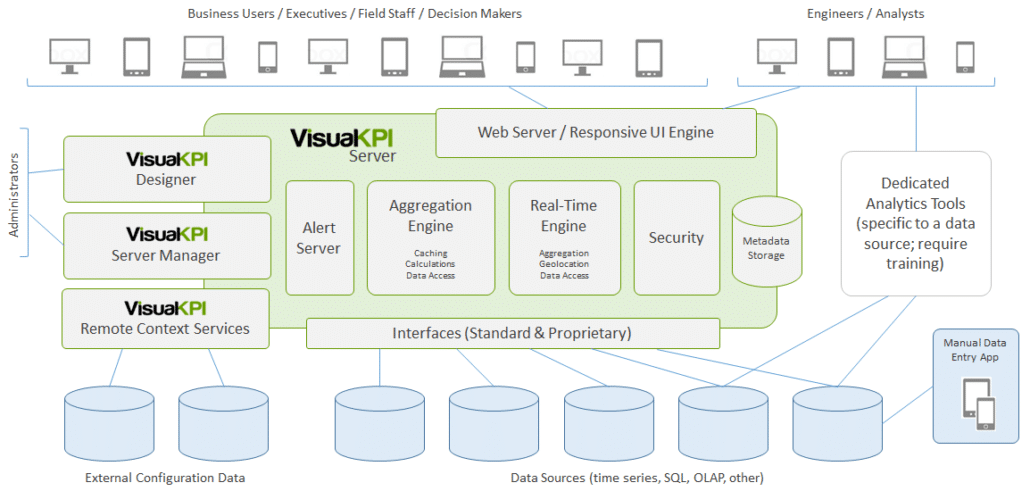 Business Users / Executives / Field Staff / Decision Makers
Engineers / Analysts
Administrators
VisualKPI
Designer
VisualKPI
Server Manager
VisualKPI
Remote Context Services
VisualKPI
Server
Web Server / Responsive UI Engine
Alert
Server
Aggregation
Engine
Caching
Calculations
Data Access
Real-Time
Engine
Aggregation
Geolocation
Data Access
Security
Metadata
Storage
Interfaces (Standard & Proprietary)
Dedicated
Analytics Tools
(specific to a data
source; require
training)
Manual Data
Entry App
External Configuration Data
Data Sources (time series, SQL, OLAP, other)